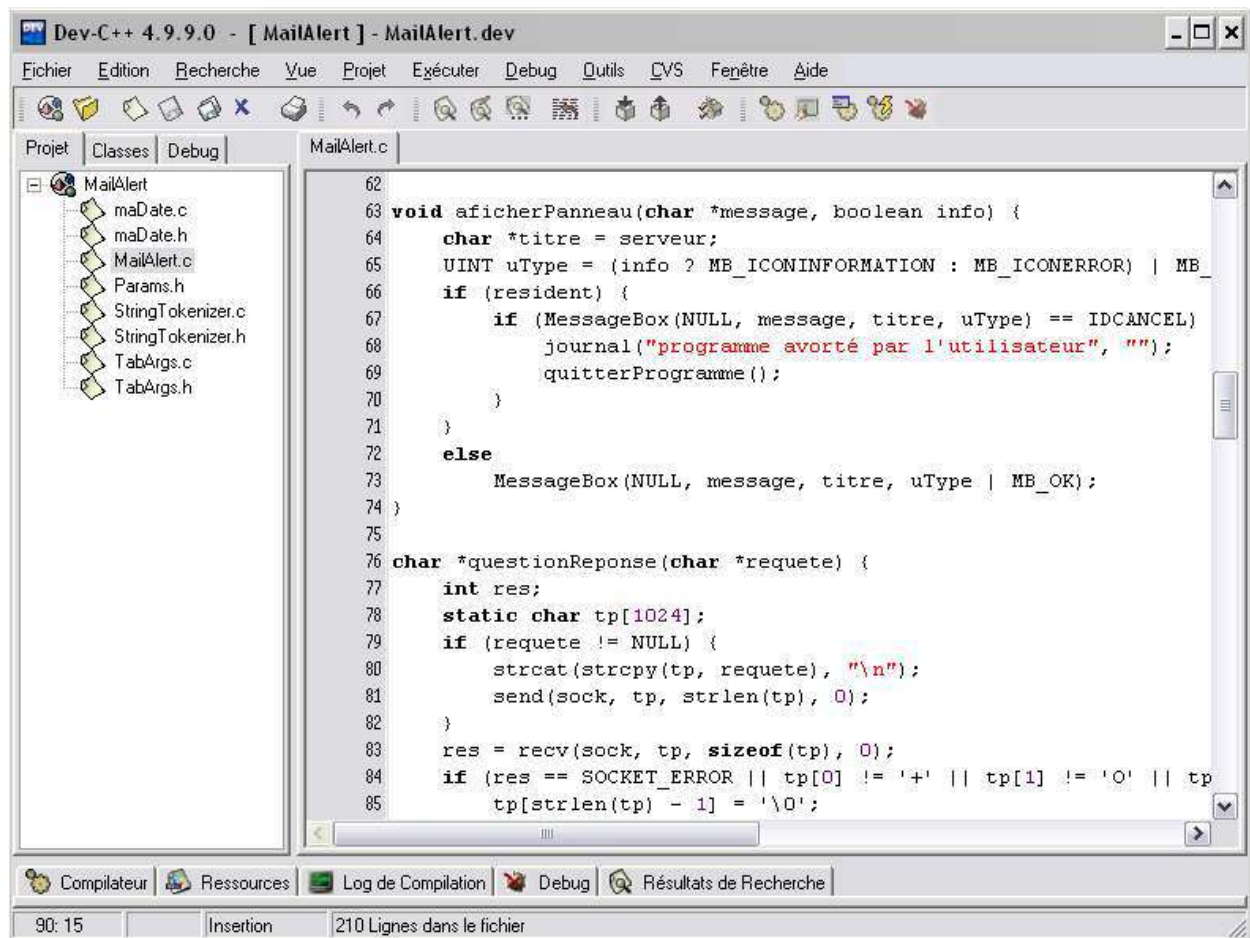 Dev-C++ 4.9.9.0 - [ MailAlert ] - MailAlert.dev
Fichier Edition Recherche Vue Projet Exécuter Debug Outils CVS Fenêtre Aide
Projet Classes Debug
MailAlert
maDate.c
maDate.h
MailAlert.c
Params.h
StringTokenizer.c
StringTokenizer.h
TabArgs.c
TabArgs.h
MailAlert.c
62
63 void aficherPanneau(char *message, boolean info) {
64 char *titre = serveur;
65 UINT uType = (info ? MB_ICONINFORMATION : MB_ICONERROR) | MB_
66 if (resident) {
67 if (MessageBox(NULL, message, titre, uType) == IDCANCEL)
68 journal("programme avorté par l'utilisateur", "");
69 quitterProgramme();
70 }
71 }
72 else
73 MessageBox(NULL, message, titre, uType | MB_OK);
74 }
75
76 char *questionReponse(char *requete) {
77 int res;
78 static char tp[1024];
79 if (requete != NULL) {
80 strcat(strcpy(tp, requete), "\n");
81 send(sock, tp, strlen(tp), 0);
82 }
83 res = recv(sock, tp, sizeof(tp), 0);
84 if (res == SOCKET_ERROR || tp[0] != '+' || tp[1] != 'O' || tp
85 tp[strlen(tp) - 1] = '\0';
Compilateur Ressources Log de Compilation Debug Résultats de Recherche
90: 15 Insertion 210 Lignes dans le fichier